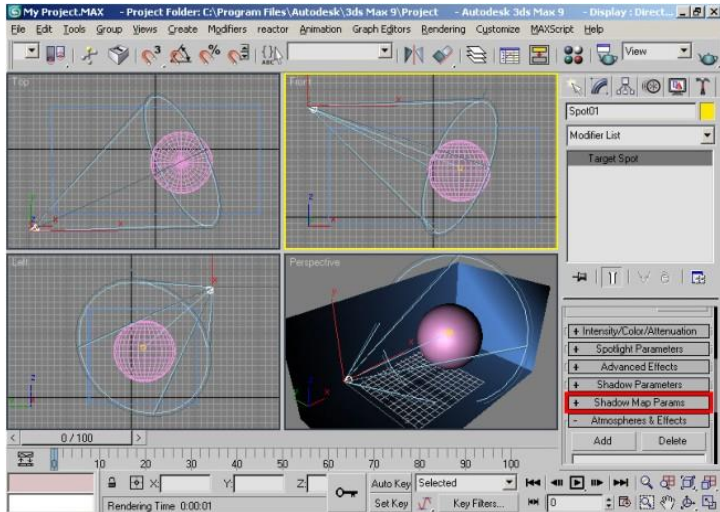 My Project.MAX - Project Folder: C:\Program Files\Autodesk\3ds Max 9\Project - Autodesk 3ds Max 9 - Display : Direct...
File Edit Tools Group Views Create Modifiers reactor Animation Graph Editors Rendering Customize MAXScript Help
View
Top
Front
Spot01
Modifier List
Target Spot
Left
Perspective
+ Intensity/Color/Attenuation
+ Spotlight Parameters
+ Advanced Effects
+ Shadow Parameters
+ Shadow Map Params
- Atmospheres & Effects
Add Delete
< 0 / 100 >
0 10 20 30 40 50 60 70 80 90 100
X: Y: Z: Auto Key Selected
Rendering Time 0:00:01 Set Key Key Filters... 0